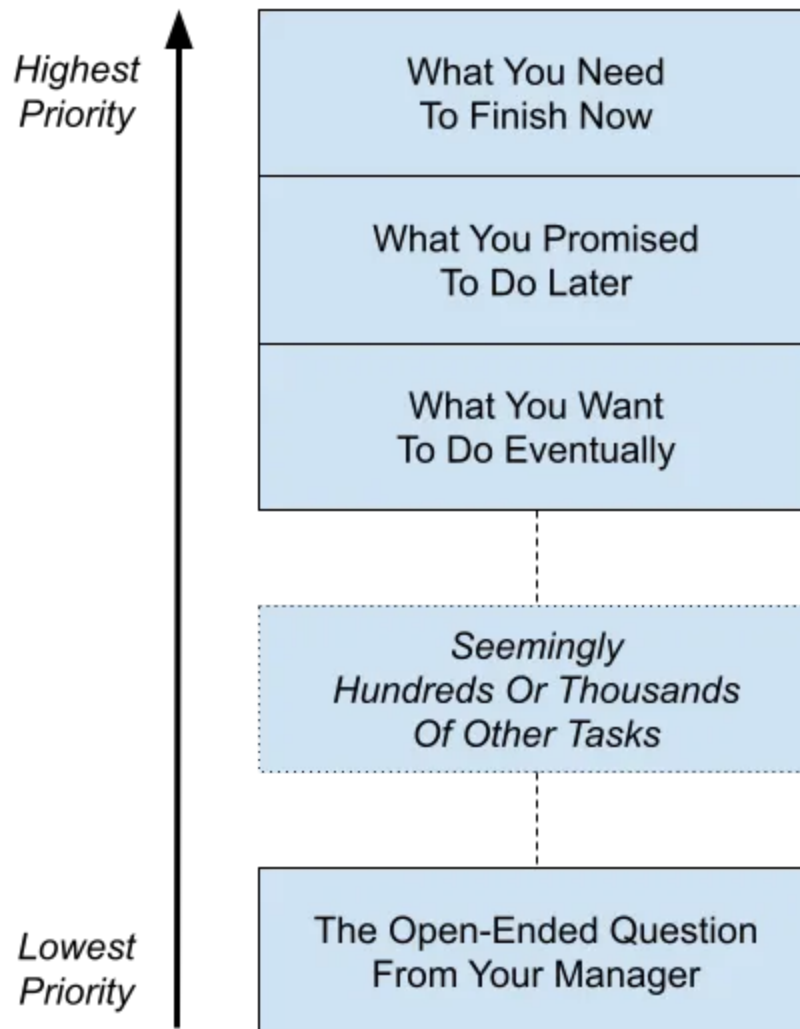 Highest
Priority
What You Need
To Finish Now
What You Promised
To Do Later
What You Want
To Do Eventually
Seemingly
Hundreds Or Thousands
Of Other Tasks
The Open-Ended Question
From Your Manager
Lowest
Priority